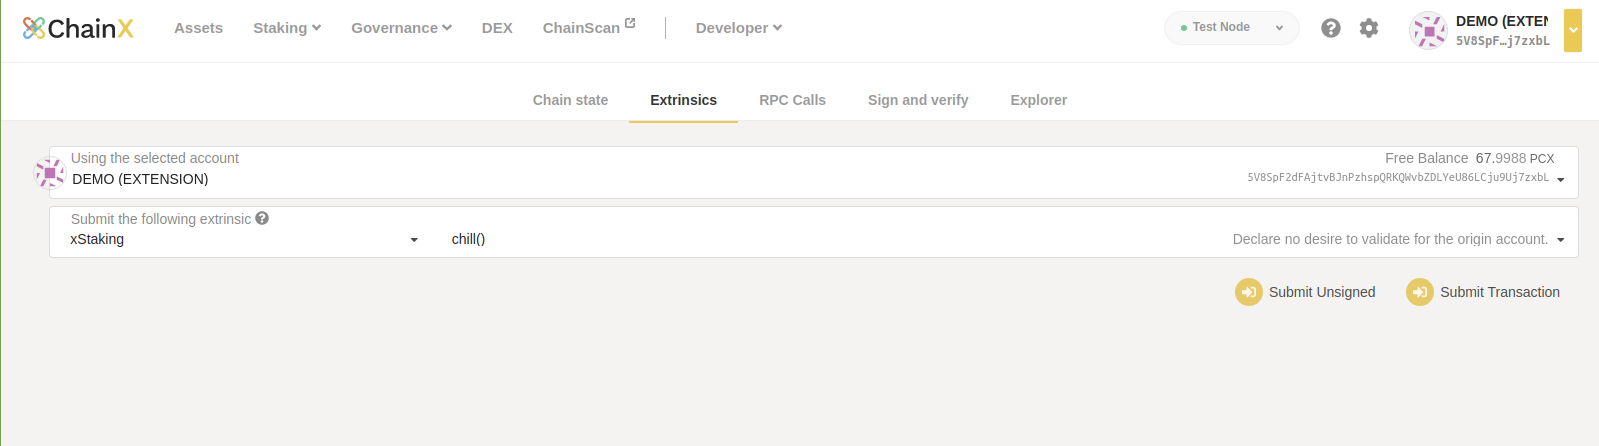 ChainX Assets Staking Governance DEX ChainScan Developer Test Node DEMO (EXTEN
5V8SpF…j7zxbL
Chain state Extrinsics RPC Calls Sign and verify Explorer
Using the selected account Free Balance 67.9988 PCX
DEMO (EXTENSION) 5V8SpF2dFAjtvBJnPzhspQRKQWvbZDLYeU86LCju9Uj7zxbL
Submit the following extrinsic
xStaking chill() Declare no desire to validate for the origin account.
Submit Unsigned Submit Transaction